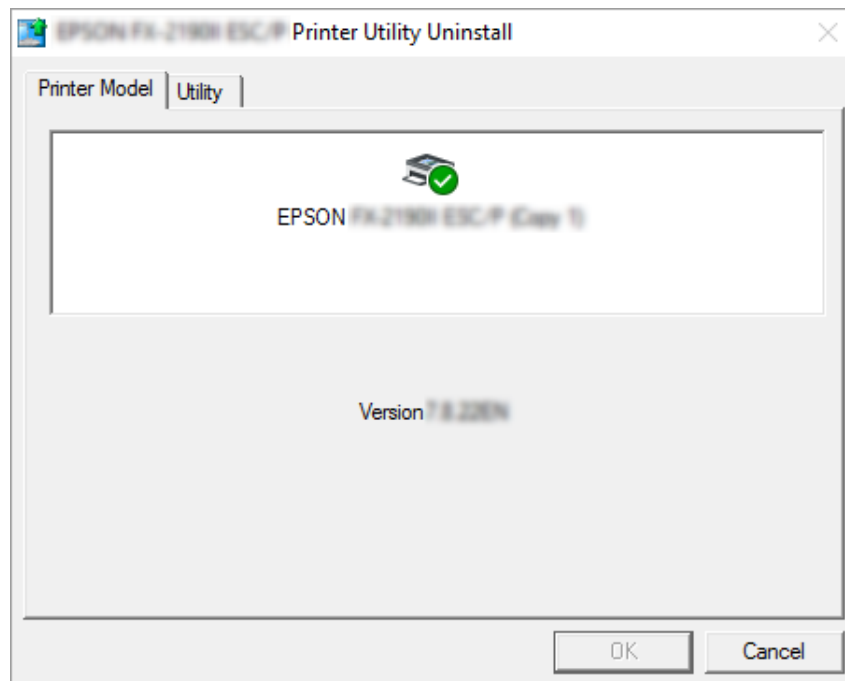 Printer Utility Uninstall
Printer Model
Utility
EPSON
Version
OK
Cancel